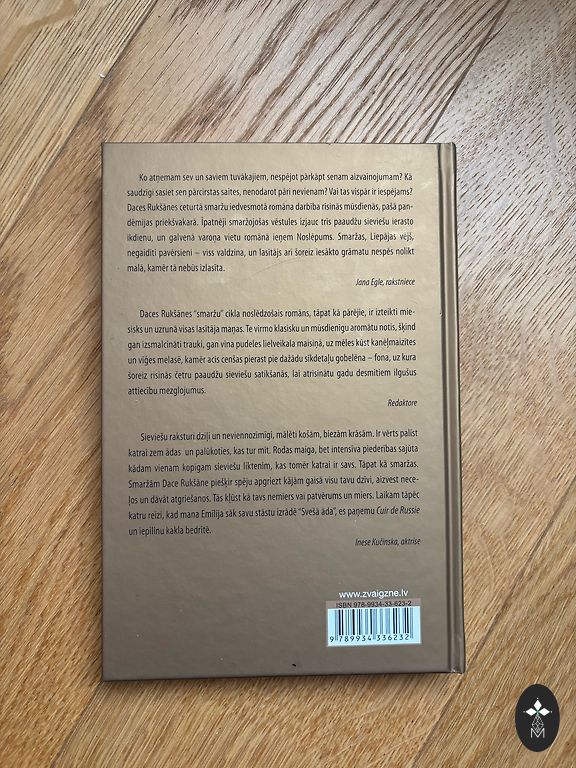 Ko atņemam sev un saviem tuvākajiem, nespējot pārkāpt senam aizvainojumam? Kā
saudzīgi sasiet sen pārcirstas saites, nenodarot pāri nevienam? Vai tas vispār ir iespējams?
Daces Rukšānes ceturtā smaržu iedvesmotā romāna darbība risinās mūsdienās, pašā pan-
dēmijas priekšvakarā. Īpatnēji smaržojošas vēstules izjauc trīs paaudžu sieviešu ierasto
ikdienu, un galvenā varoņa vietu romānā ieņem Noslēpums. Smaržas, Liepājas vējš,
negaidīti pavērsieni – viss valdzina, un lasītājs arī šoreiz iesākto grāmatu nespēs nolikt
malā, kamēr tā nebūs izlasīta.
Jana Egle, rakstniece
Daces Rukšānes "smaržu" cikla noslēdzošais romāns, tāpat kā pārējie, ir izteikti mie-
sisks un uzrunā visas lasītāja maņas. Te virmo klasisku un mūsdienīgu aromātu notis, šķind
gan izsmalcināti trauki, gan vīna pudeles lielveikala maisiņā, uz mēles kūst kanēļmaizītes
un vīģes melasē, kamēr acis cenšas pierast pie dažādu sīkdetaļu gobelēna – fona, uz kura
šoreiz risinās četru paaudžu sieviešu satikšanās, lai atrisinātu gadu desmitiem ilgušus
attiecību mezglojumus.
Redaktore
Sieviešu raksturi dziļi un neviennozīmīgi, mālēti košām, biezām krāsām. Ir vērts palīst
katrai zem ādas un palūkoties, kas tur mīt. Rodas maiga, bet intensīva piederības sajūta
kādam vienam kopīgam sieviešu liktenim, kas tomēr katrai ir savs. Tāpat kā smaržas.
Smaržām Dace Rukšāne piešķir spēju apgriezt kājām gaisā visu tavu dzīvi, aizvest nece-
ļos un dāvāt atgriešanos. Tās kļūst kā tavs nemiers vai patvērums un miers. Laikam tāpēc
katru reizi, kad mana Emīlija sāk savu stāstu izrādē "Svešā āda", es paņemu Cuir de Russie
un iepilinu kakla bedrītē.
Inese Kučinska, aktrise
www.zvaigzne.lv
ISBN 978-9934-33-623-2
9 789934 336232
M